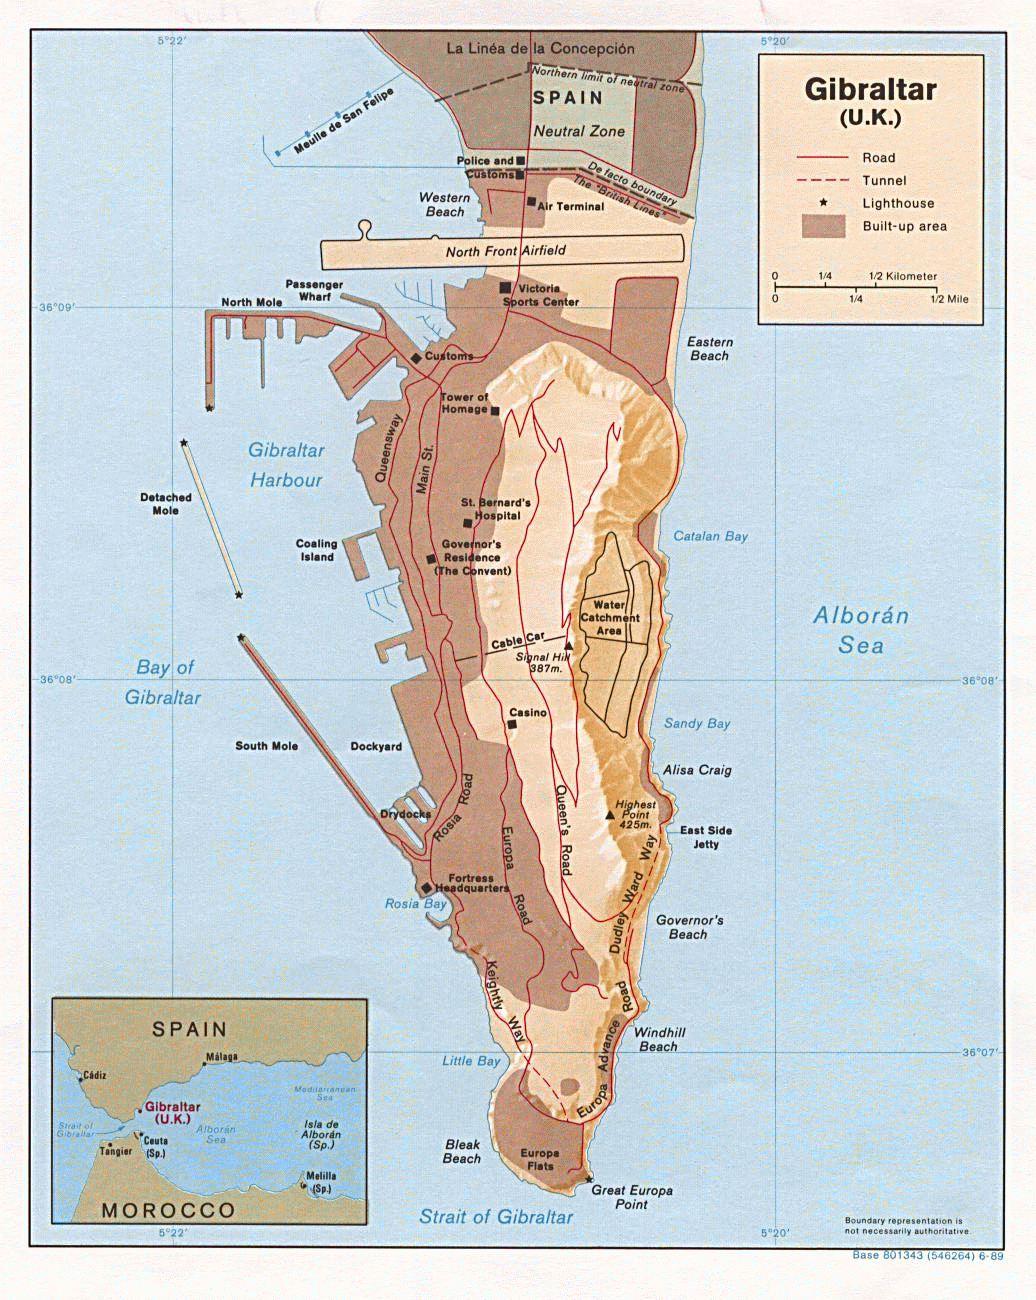 5°22'
5°20'
La Linéa de la Concepción
Northern limit of neutral zone
SPAIN
Neutral Zone
Meulle de San Felipe
Gibraltar
(U.K.)
Road
Tunnel
Lighthouse
Built-up area
0 1/4 1/2 Kilometer
0 1/4 1/2 Mile
Police and
Customs
De facto boundary
The "British Lines"
Western
Beach
Air Terminal
North Front Airfield
Passenger
Wharf
North Mole
Victoria
Sports Center
36°09'
Eastern
Beach
Customs
Tower of
Homage
Queensway
Main St.
Gibraltar
Harbour
Detached
Mole
St. Bernard's
Hospital
Coaling
Island
Governor's
Residence
(The Convent)
Catalan Bay
Water
Catchment
Area
Alborán
Sea
Cable Car
Signal Hill
387m.
Bay of
Gibraltar
36°08'
36°08'
Casino
Sandy Bay
South Mole
Dockyard
Alisa Craig
Drydocks
Rosia Road
Europa Road
Queen's Road
Highest
Point
425m.
East Side
Jetty
Dudley Ward Way
Fortress
Headquarters
Rosia Bay
Governor's
Beach
Keightly Way
Windhill
Beach
Europa Advance Road
36°07'
Little Bay
Bleak
Beach
Europa
Flats
Great Europa
Point
Strait of Gibraltar
SPAIN
Málaga
Cádiz
Mediterranean
Sea
Gibraltar
(U.K.)
Strait of
Gibraltar
Alborán
Sea
Isla de
Alborán
(Sp.)
Ceuta
(Sp.)
Tangier
Melilla
(Sp.)
MOROCCO
5°22'
5°20'
Boundary representation is
not necessarily authoritative.
Base 801343 (546264) 6-89